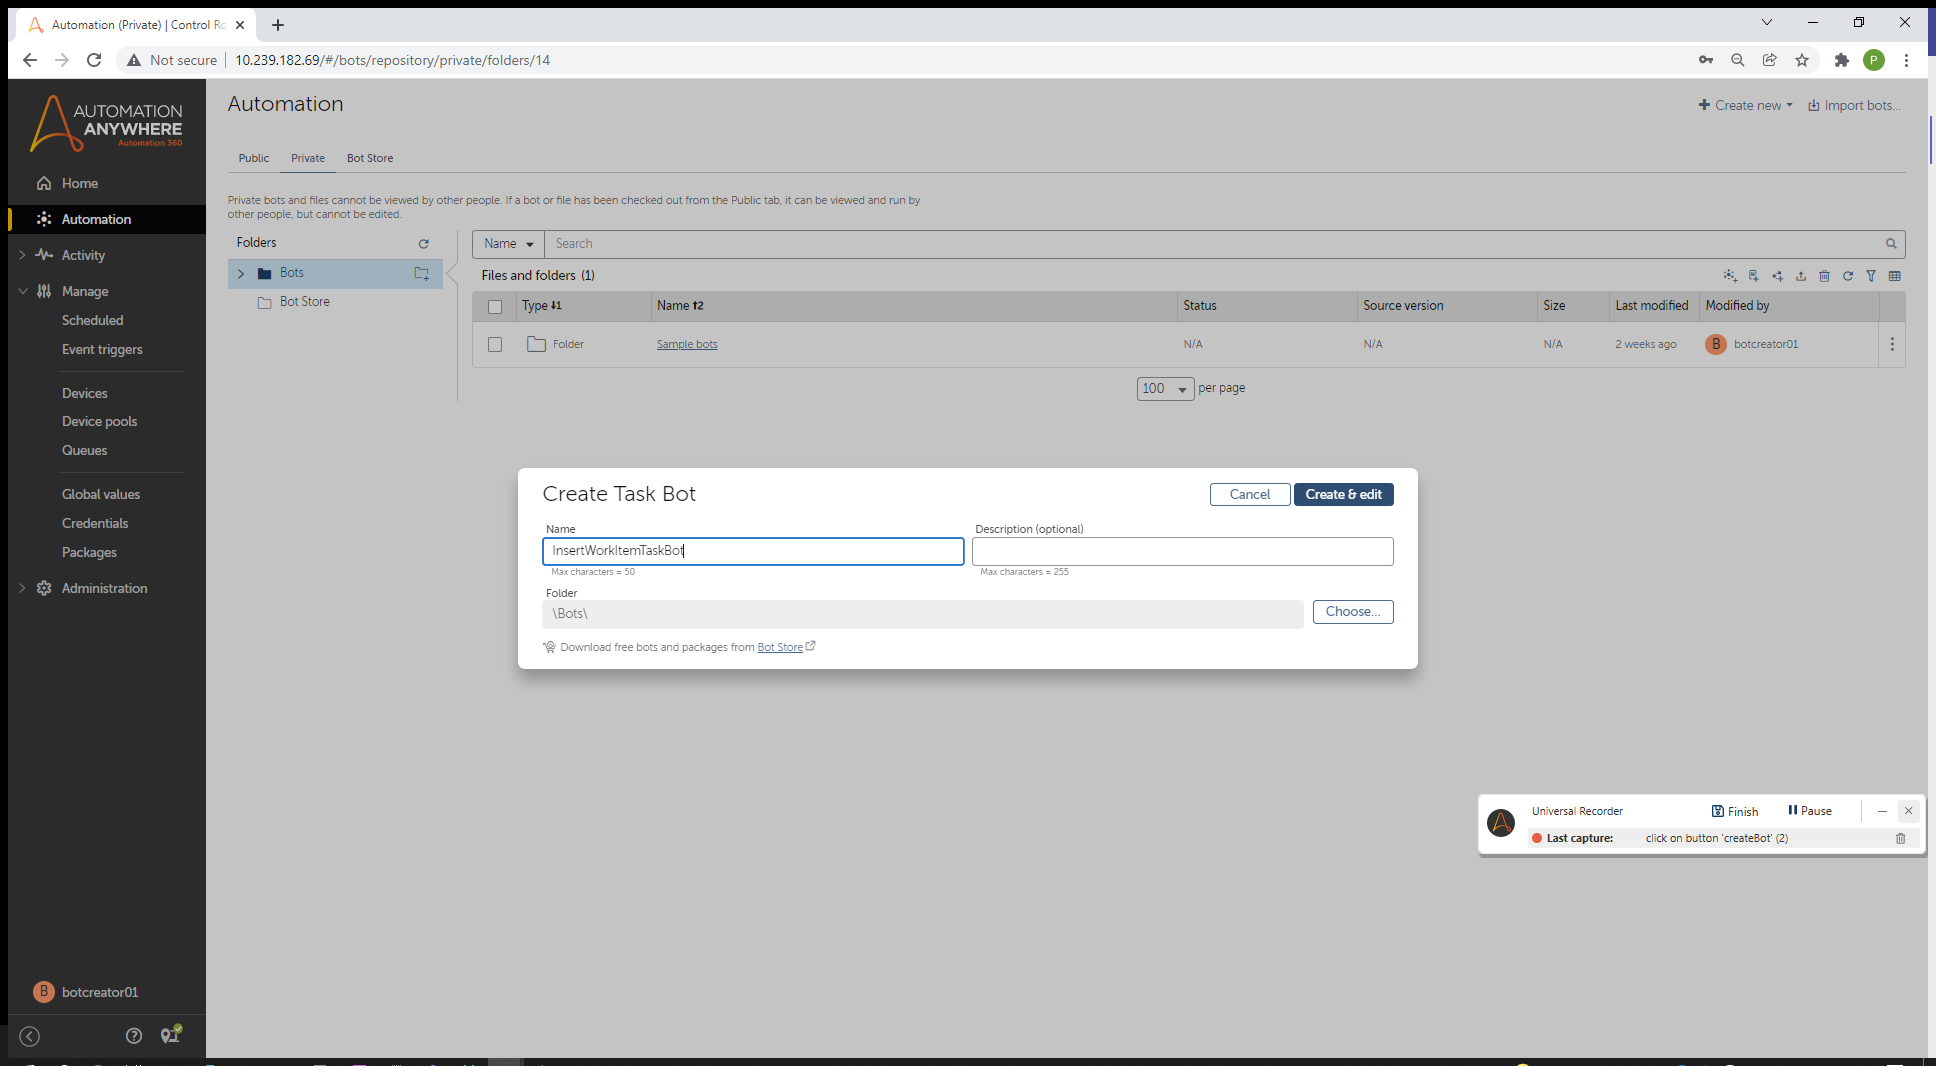 Automation (Private) | Control Ro
Not secure
10.239.182.69/#/bots/repository/private/folders/14
P
AUTOMATION
ANYWHERE
Automation 360
Home
Automation
Activity
Manage
Scheduled
Event triggers
Devices
Device pools
Queues
Global values
Credentials
Packages
Administration
B botcreator01
Automation
Create new
Import bots...
Public Private Bot Store
Private bots and files cannot be viewed by other people. If a bot or file has been checked out from the Public tab, it can be viewed and run by
other people, but cannot be edited.
Folders
Bots
Bot Store
Name Search
Files and folders (1)
Type Name Status Source version Size Last modified Modified by
Folder Sample bots N/A N/A N/A 2 weeks ago B botcreator01
100 per page
Create Task Bot
Cancel Create & edit
Name
InsertWorkItemTaskBot
Max characters = 50
Description (optional)
Max characters = 255
Folder
\Bots\
Choose...
Download free bots and packages from Bot Store
Universal Recorder Finish Pause
Last capture: click on button 'createBot' (2)